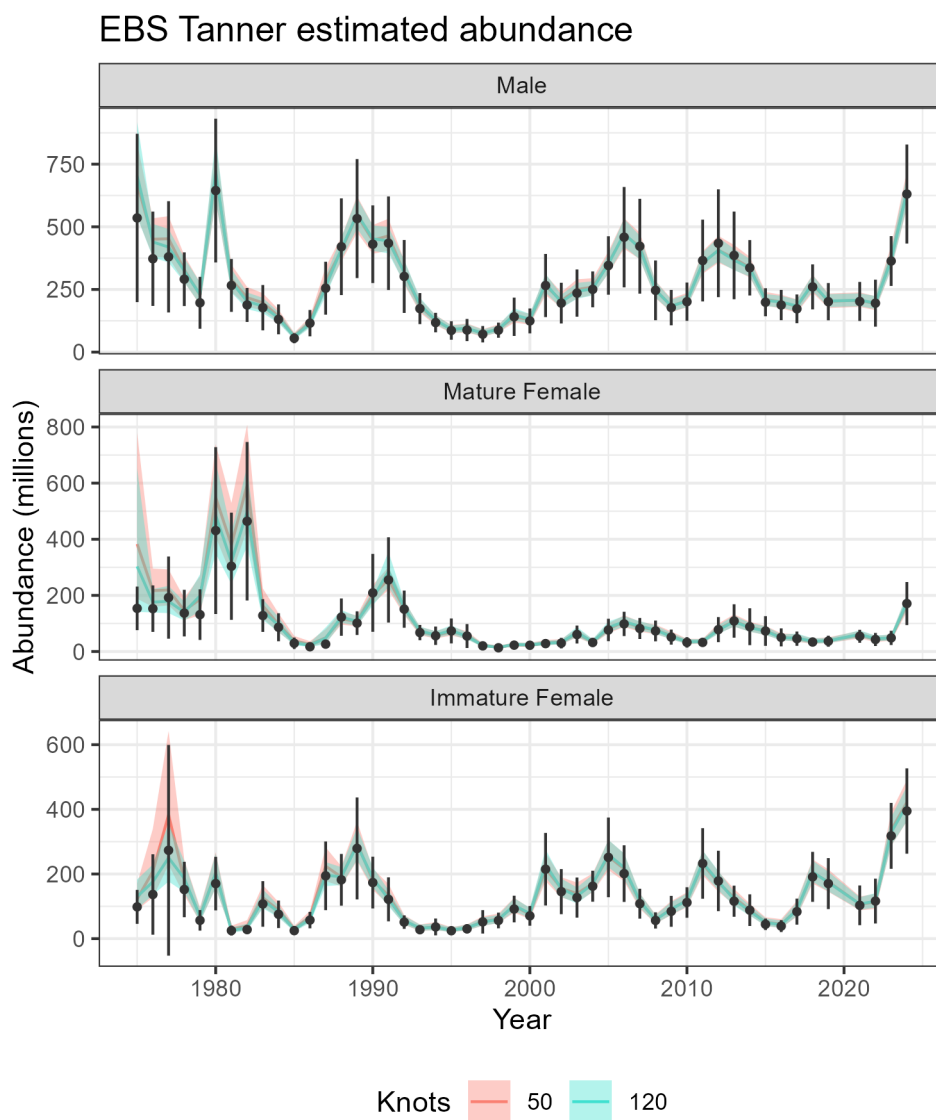 EBS Tanner estimated abundance
Male
750
500
250
0
Mature Female
800
600
400
200
0
Immature Female
600
400
200
0
Abundance (millions)
1980 1990 2000 2010 2020
Year
Knots 50 120